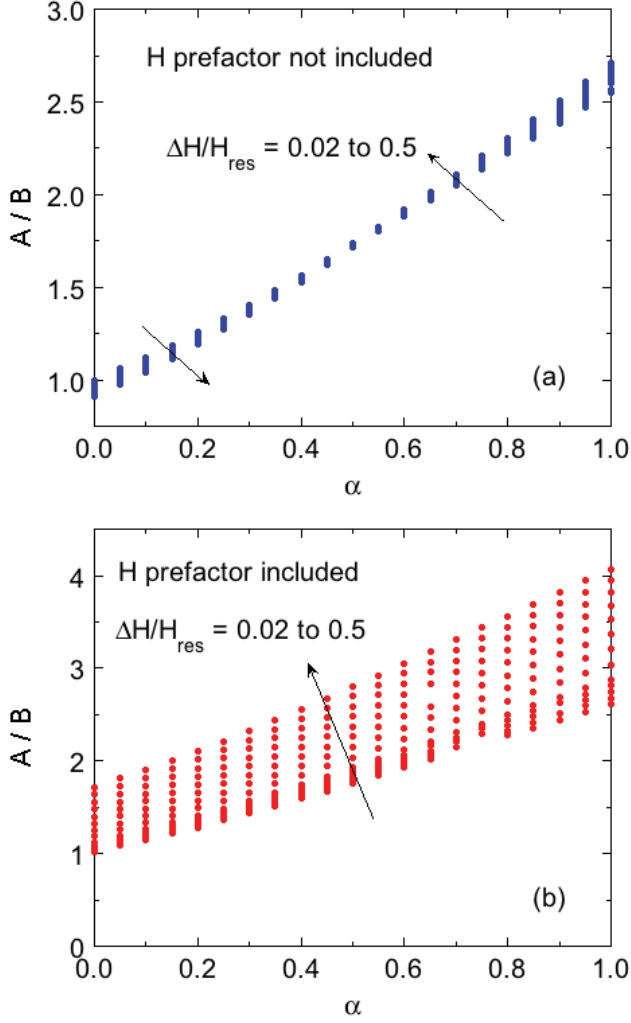 3.0
H prefactor not included
2.5
ΔH/H_res = 0.02 to 0.5
2.0
A / B
1.5
1.0
(a)
0.0 0.2 0.4 0.6 0.8 1.0
α
H prefactor included
4
ΔH/H_res = 0.02 to 0.5
3
A / B
2
1
(b)
0
0.0 0.2 0.4 0.6 0.8 1.0
α